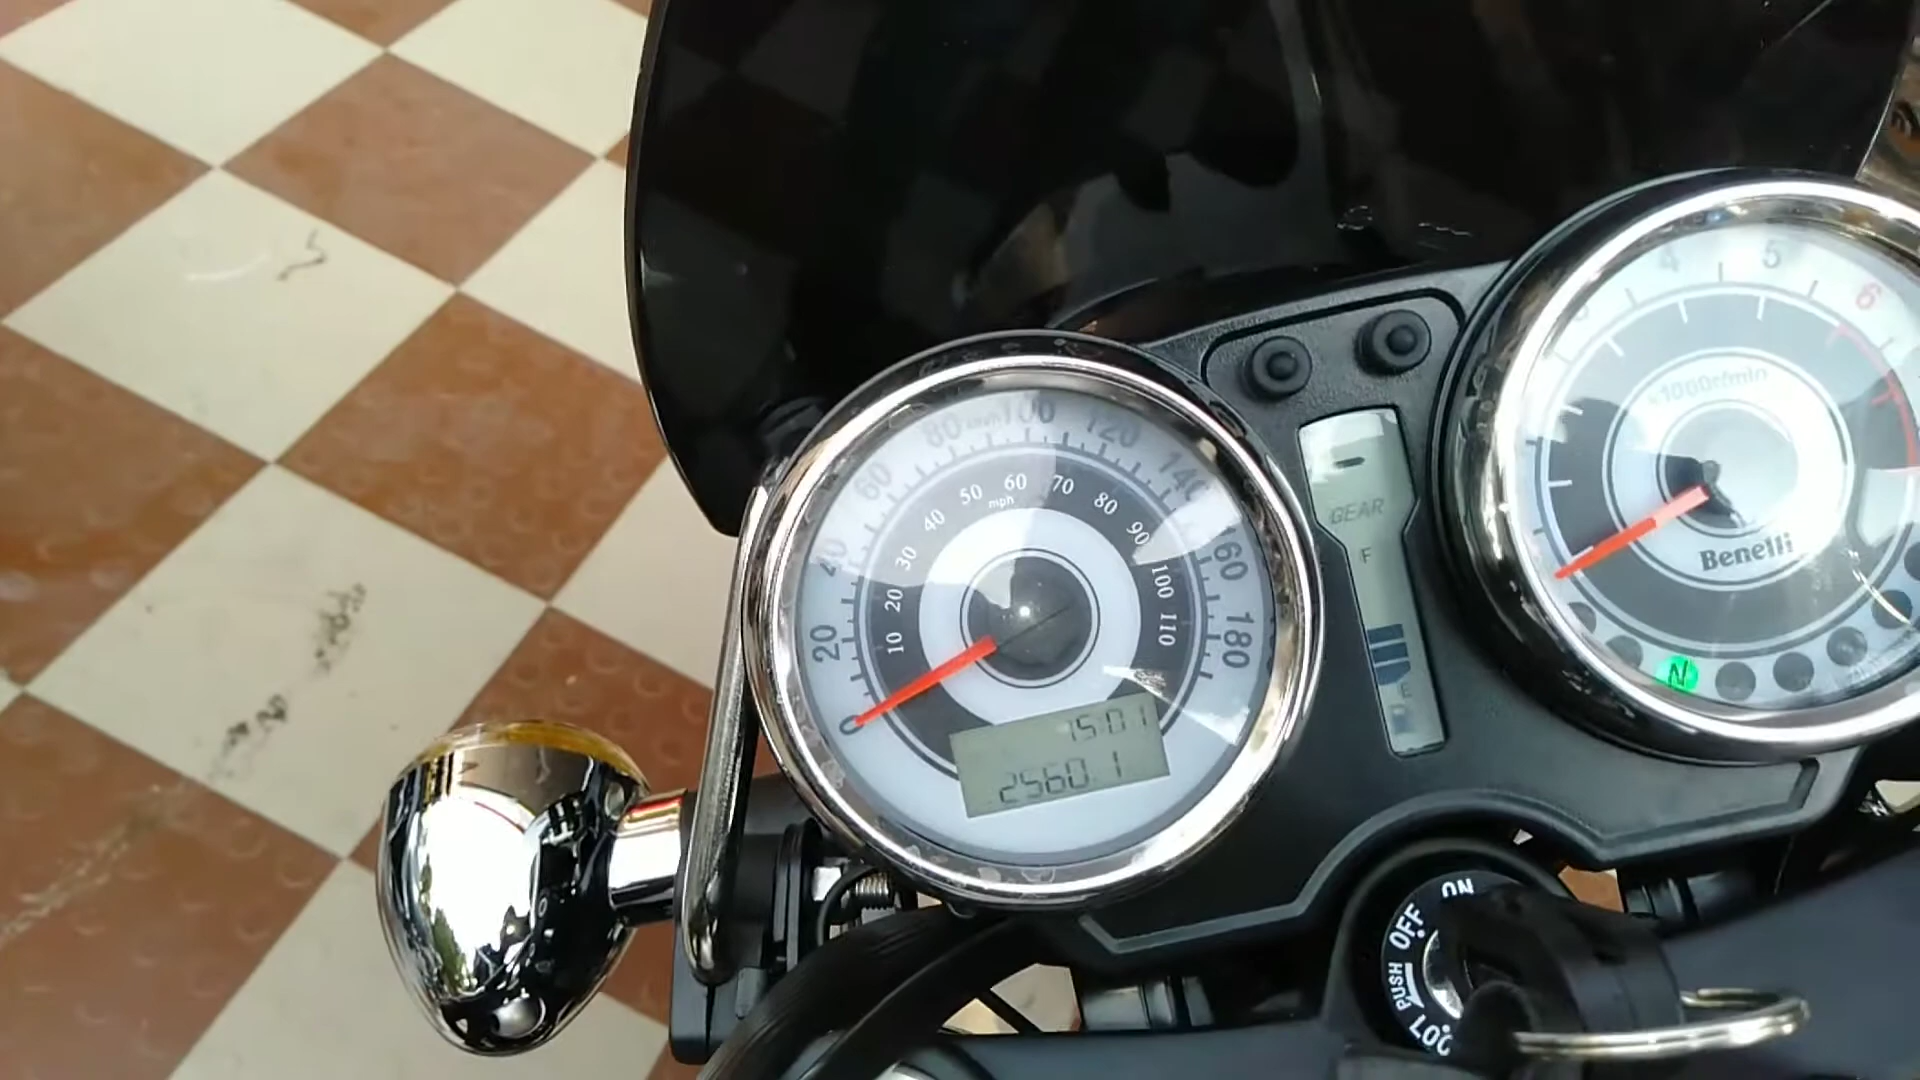 0 20 40 60 80 km/h 100 120 140 160 180
10 20 30 40 50 60 70 80 90 100 110
mph
15:01
2560.1
GEAR
F
E
4 5 6
x1000r/min
Benelli
N
ON
OFF
PUSH
LOCK